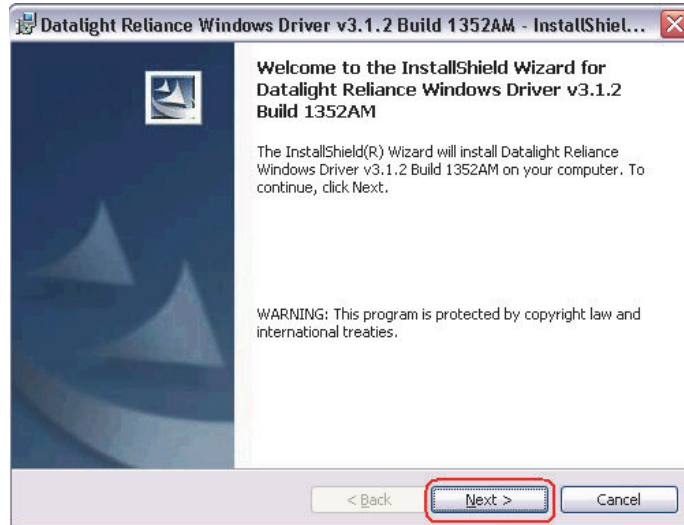 Datalight Reliance Windows Driver v3.1.2 Build 1352AM - InstallShiel...
Welcome to the InstallShield Wizard for
Datalight Reliance Windows Driver v3.1.2
Build 1352AM
The InstallShield(R) Wizard will install Datalight Reliance
Windows Driver v3.1.2 Build 1352AM on your computer. To
continue, click Next.
WARNING: This program is protected by copyright law and
international treaties.
< Back
Next >
Cancel